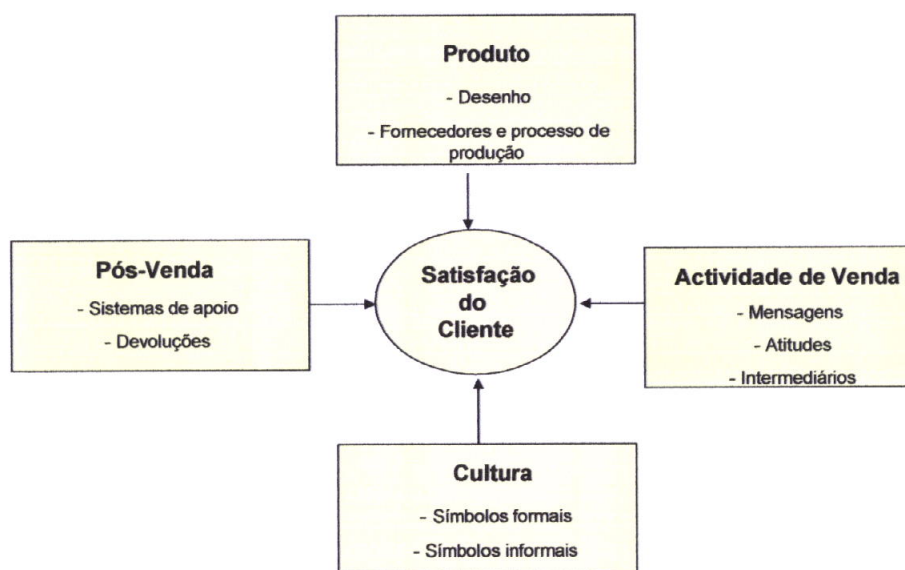 Produto
- Desenho
- Fornecedores e processo de
produção
Pós-Venda
- Sistemas de apoio
- Devoluções
Satisfação
do
Cliente
Actividade de Venda
- Mensagens
- Atitudes
- Intermediários
Cultura
- Símbolos formais
- Símbolos informais